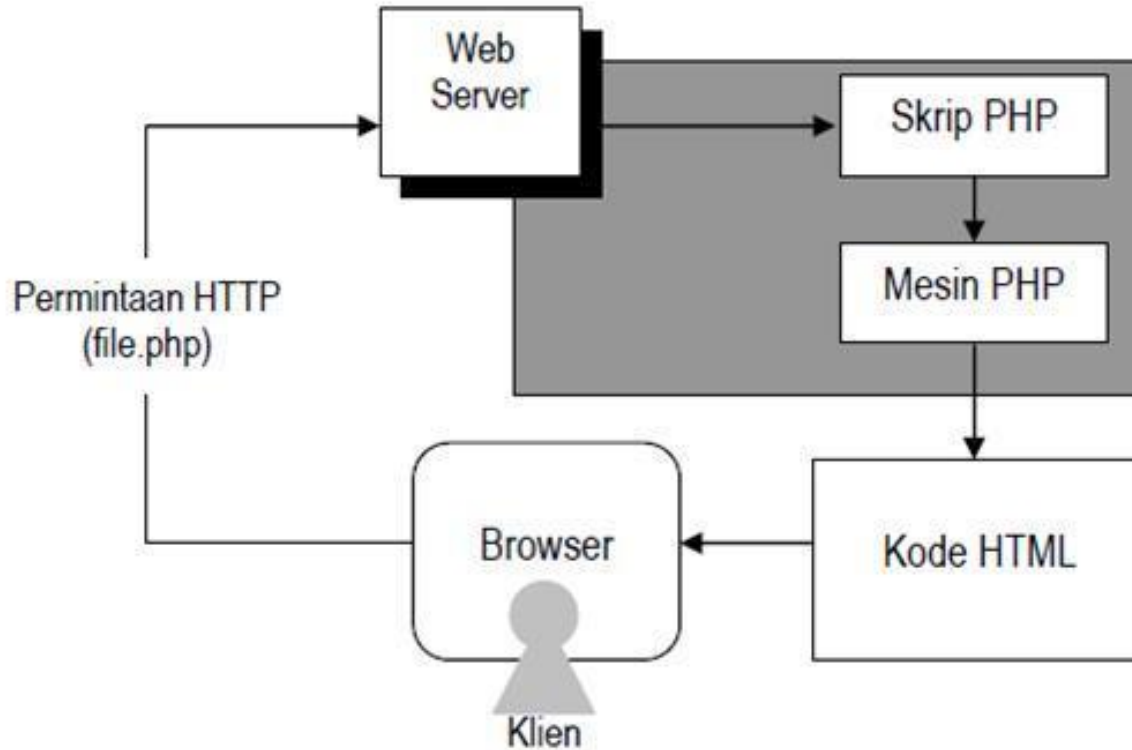 Web
Server
Skrip PHP
Mesin PHP
Permintaan HTTP
(file.php)
Browser
Kode HTML
Klien